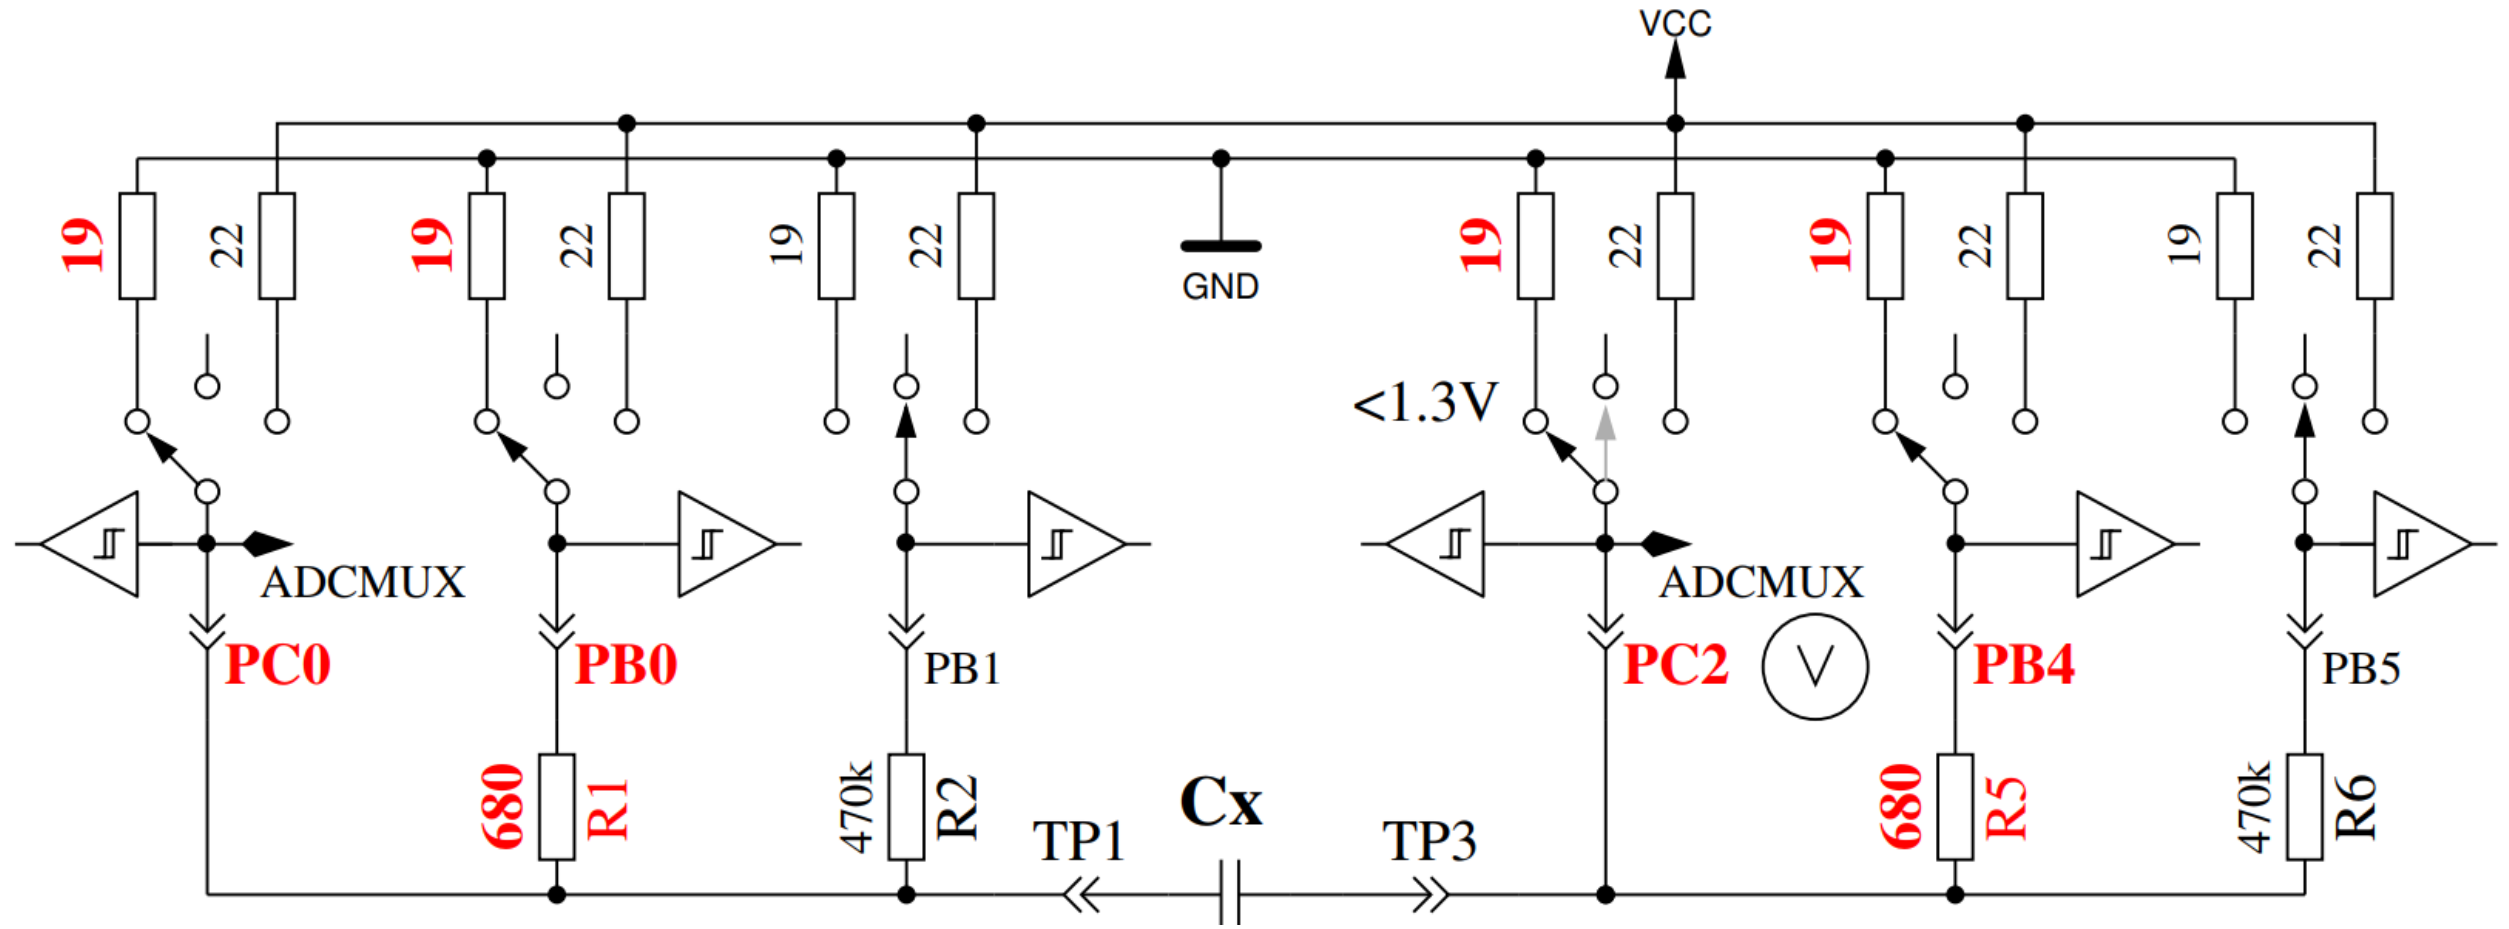 VCC
19
22
19
22
19
22
GND
19
22
19
22
19
22
<1.3V
ADCMUX
ADCMUX
PC0
PB0
PB1
PC2
V
PB4
PB5
680
R1
470k
R2
TP1
Cx
TP3
680
R5
470k
R6